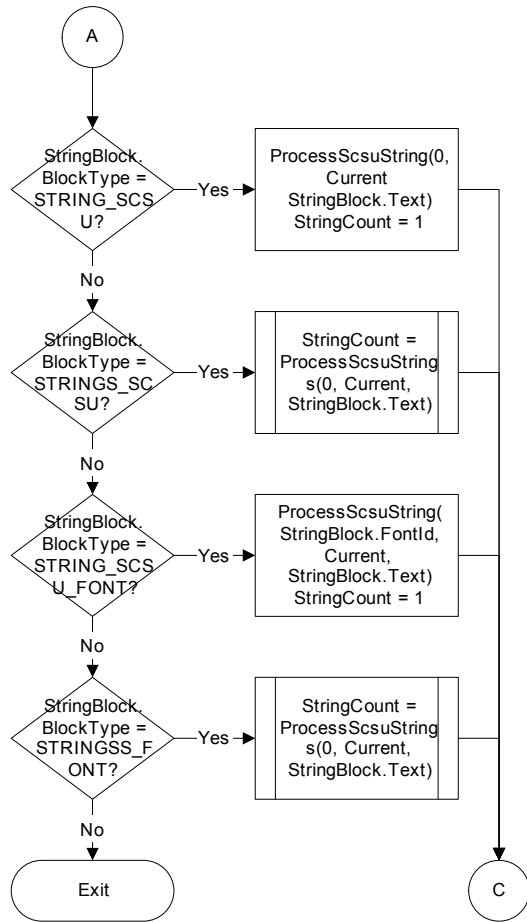 A
StringBlock.
BlockType =
STRING_SCS
U?
Yes
ProcessScsuString(0,
Current
StringBlock.Text)
StringCount = 1
No
StringBlock.
BlockType =
STRINGS_SC
SU?
Yes
StringCount =
ProcessScsuString
s(0, Current,
StringBlock.Text)
No
StringBlock.
BlockType =
STRING_SCS
U_FONT?
Yes
ProcessScsuString(
StringBlock.FontId,
Current,
StringBlock.Text)
StringCount = 1
No
StringBlock.
BlockType =
STRINGSS_F
ONT?
Yes
StringCount =
ProcessScsuString
s(0, Current,
StringBlock.Text)
No
Exit
C